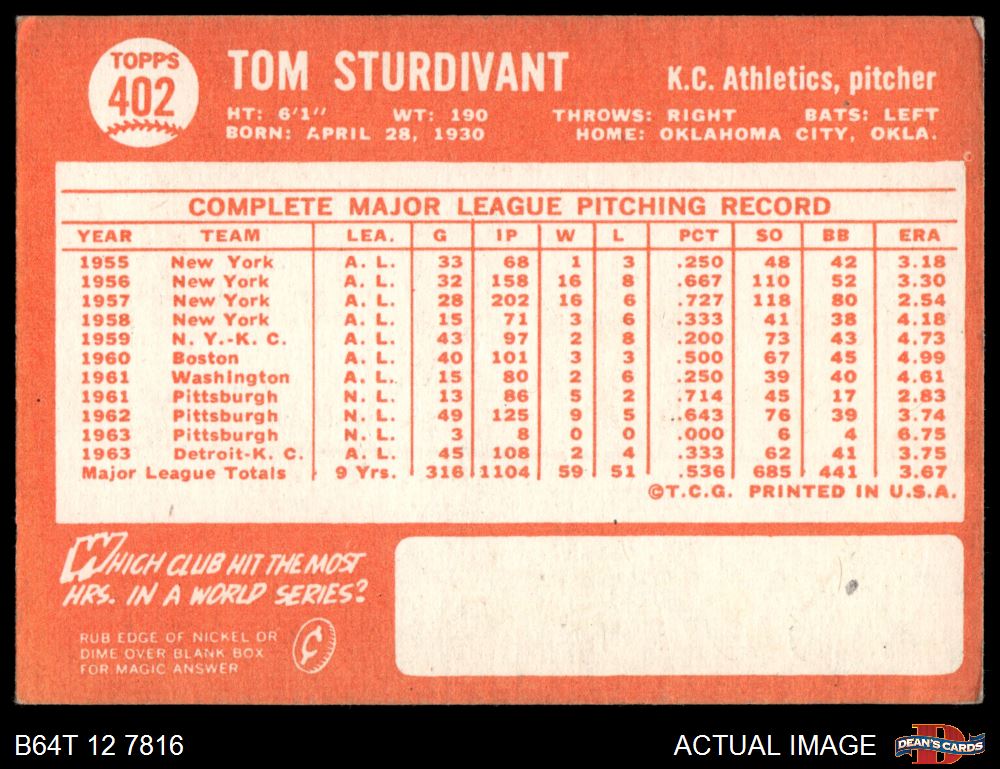 TOPPS
402
TOM STURDIVANT
K.C. Athletics, pitcher
HT: 6'1" WT: 190 THROWS: RIGHT BATS: LEFT
BORN: APRIL 28, 1930 HOME: OKLAHOMA CITY, OKLA.
COMPLETE MAJOR LEAGUE PITCHING RECORD
YEAR TEAM LEA. G IP W L PCT SO BB ERA
1955 New York A. L. 33 68 1 3 .250 48 42 3.18
1956 New York A. L. 32 158 16 8 .667 110 52 3.30
1957 New York A. L. 28 202 16 6 .727 118 80 2.54
1958 New York A. L. 15 71 3 6 .333 41 38 4.18
1959 N. Y.-K. C. A. L. 43 97 2 8 .200 73 43 4.73
1960 Boston A. L. 40 101 3 3 .500 67 45 4.99
1961 Washington A. L. 15 80 2 6 .250 39 40 4.61
1961 Pittsburgh N. L. 13 86 5 2 .714 45 17 2.83
1962 Pittsburgh N. L. 49 125 9 5 .643 76 39 3.74
1963 Pittsburgh N. L. 3 8 0 0 .000 6 4 6.75
1963 Detroit-K. C. A. L. 45 108 2 4 .333 62 41 3.75
Major League Totals 9 Yrs. 316 1104 59 51 .536 685 441 3.67
©T.C.G. PRINTED IN U.S.A.
WHICH CLUB HIT THE MOST
HRS. IN A WORLD SERIES?
RUB EDGE OF NICKEL OR
DIME OVER BLANK BOX
FOR MAGIC ANSWER
¢
B64T 12 7816
ACTUAL IMAGE
DEAN'S CARDS